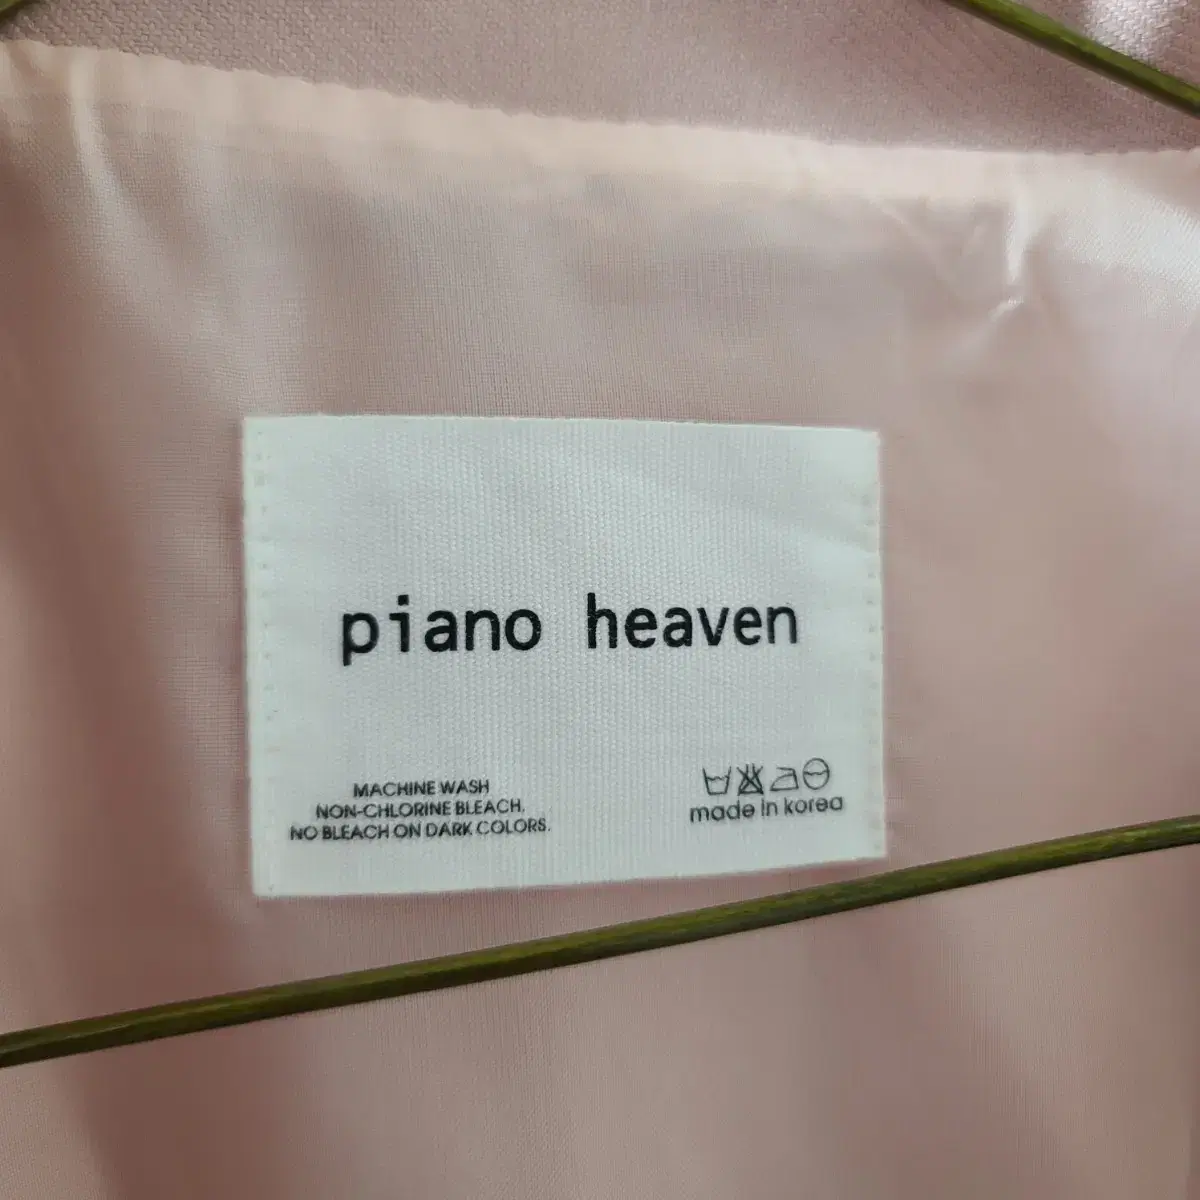 piano heaven
MACHINE WASH
NON-CHLORINE BLEACH.
NO BLEACH ON DARK COLORS.
made in korea